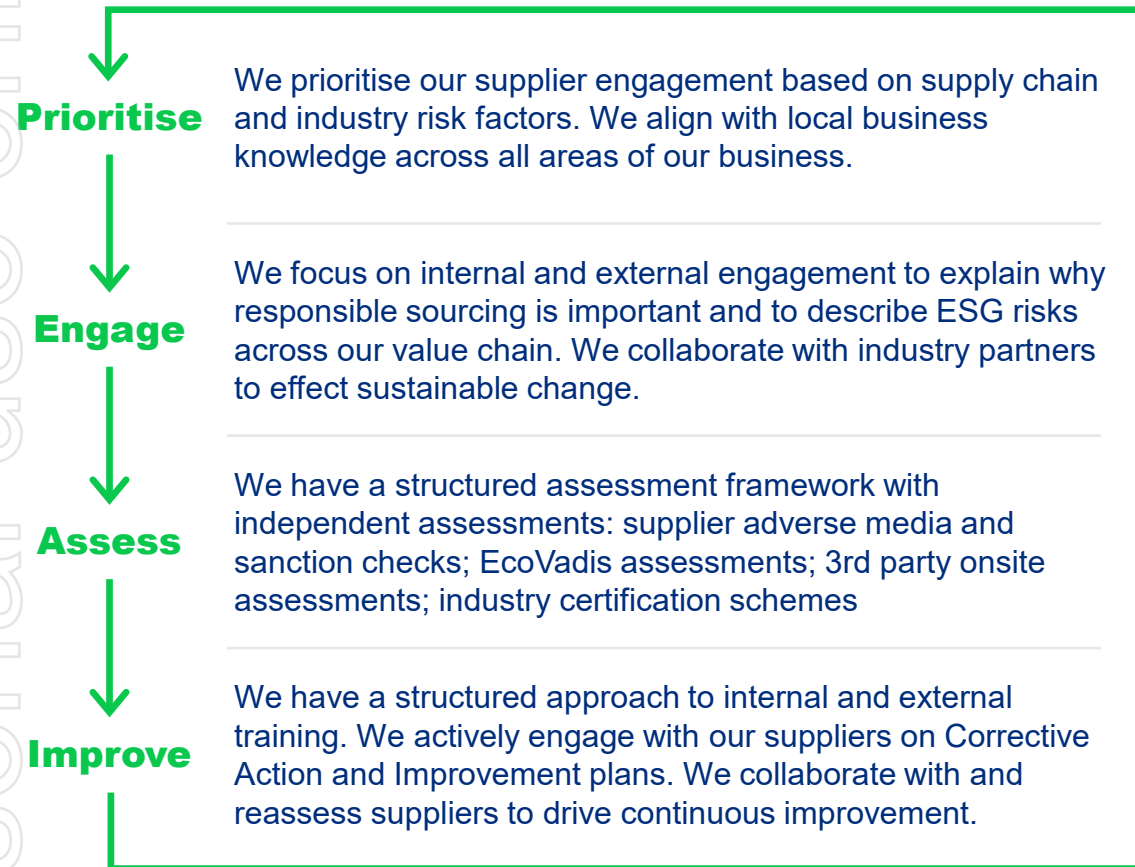 Prioritise
We prioritise our supplier engagement based on supply chain
and industry risk factors. We align with local business
knowledge across all areas of our business.
Engage
We focus on internal and external engagement to explain why
responsible sourcing is important and to describe ESG risks
across our value chain. We collaborate with industry partners
to effect sustainable change.
Assess
We have a structured assessment framework with
independent assessments: supplier adverse media and
sanction checks; EcoVadis assessments; 3rd party onsite
assessments; industry certification schemes
Improve
We have a structured approach to internal and external
training. We actively engage with our suppliers on Corrective
Action and Improvement plans. We collaborate with and
reassess suppliers to drive continuous improvement.